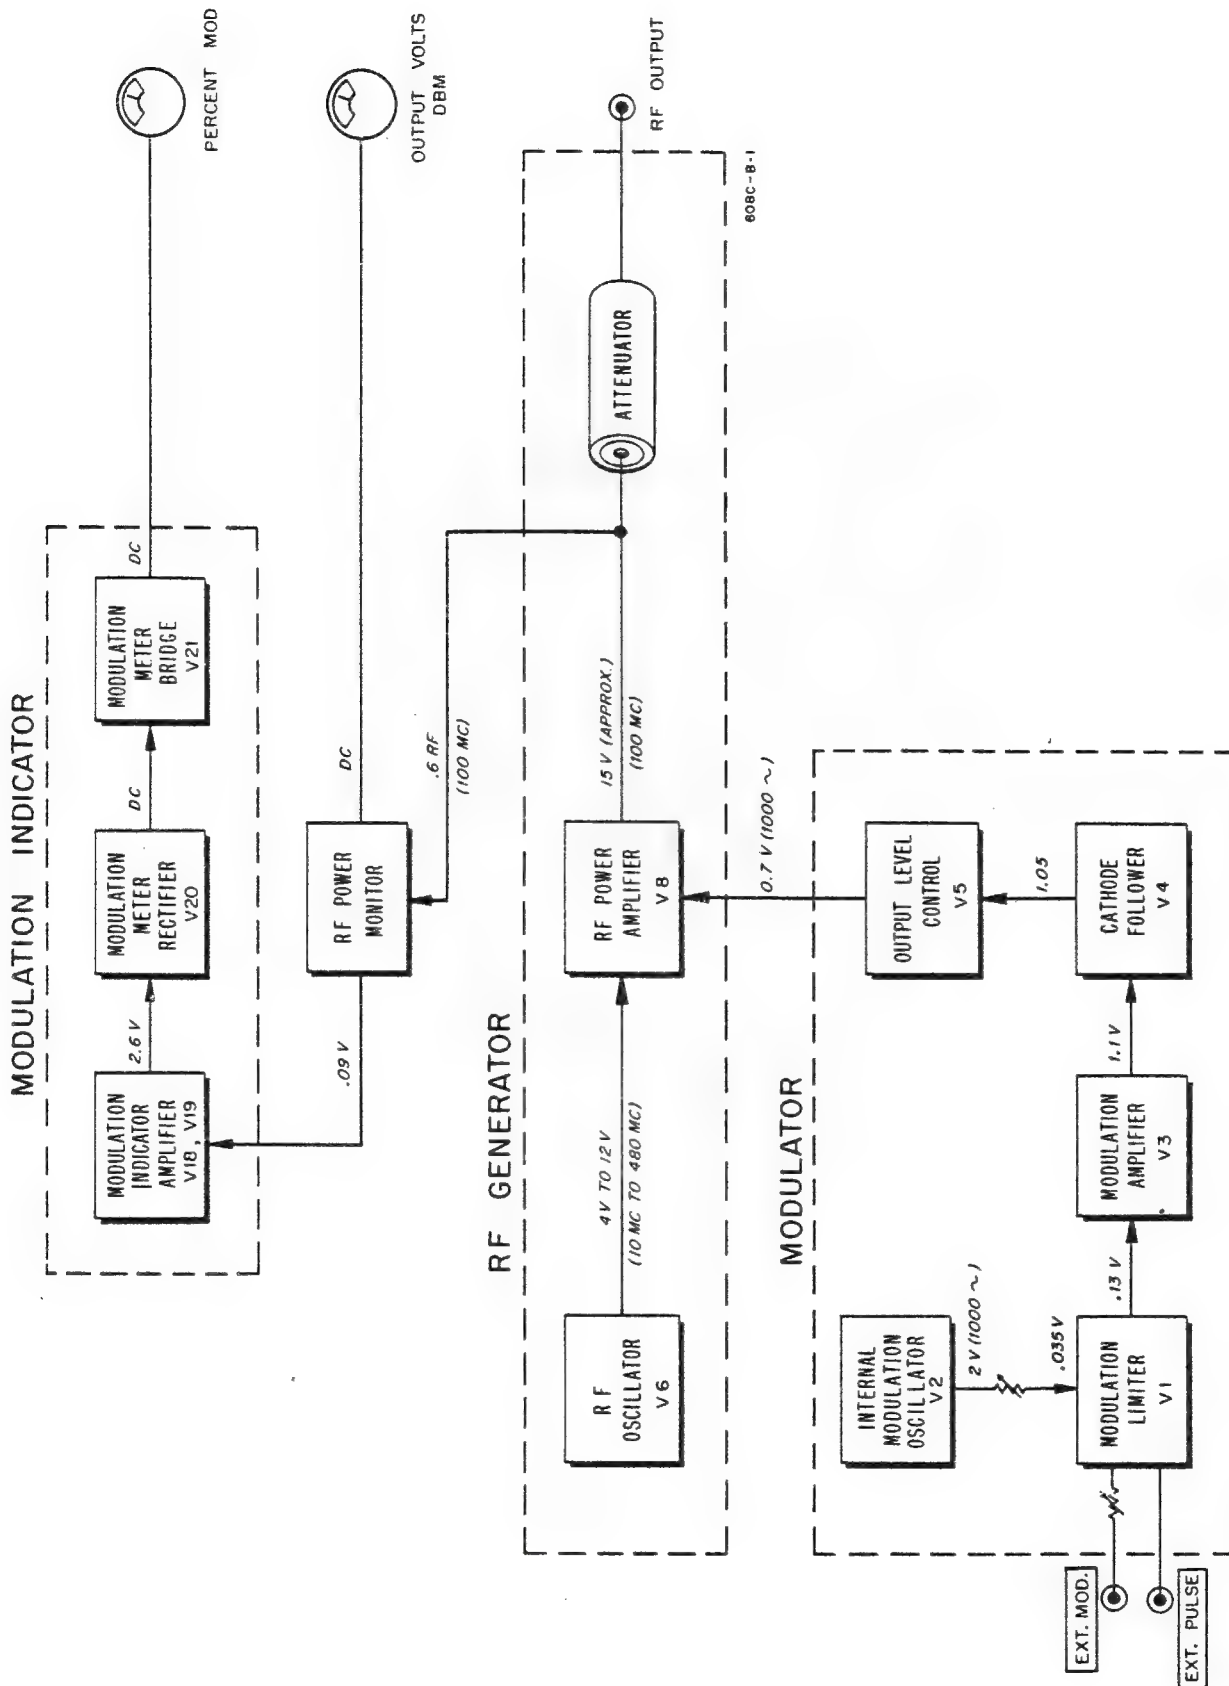 MODULATION INDICATOR
MODULATION
INDICATOR
AMPLIFIER
V18, V19
2.6 V
MODULATION
METER
RECTIFIER
V20
DC
MODULATION
METER
BRIDGE
V21
DC
PERCENT MOD
.09 V
RF POWER
MONITOR
DC
OUTPUT VOLTS
DBM
.6 RF
(100 MC)
RF GENERATOR
RF
OSCILLATOR
V6
4V TO 12V
(10 MC TO 480 MC)
RF POWER
AMPLIFIER
V8
15 V (APPROX.)
(100 MC)
ATTENUATOR
RF OUTPUT
608C-B-1
0.7 V (1000 ~)
MODULATOR
INTERNAL
MODULATION
OSCILLATOR
V2
2 V (1000 ~)
.035V
OUTPUT LEVEL
CONTROL
V5
1.05
EXT. MOD.
EXT. PULSE
MODULATION
LIMITER
V1
.13 V
MODULATION
AMPLIFIER
V3
1.1V
CATHODE
FOLLOWER
V4